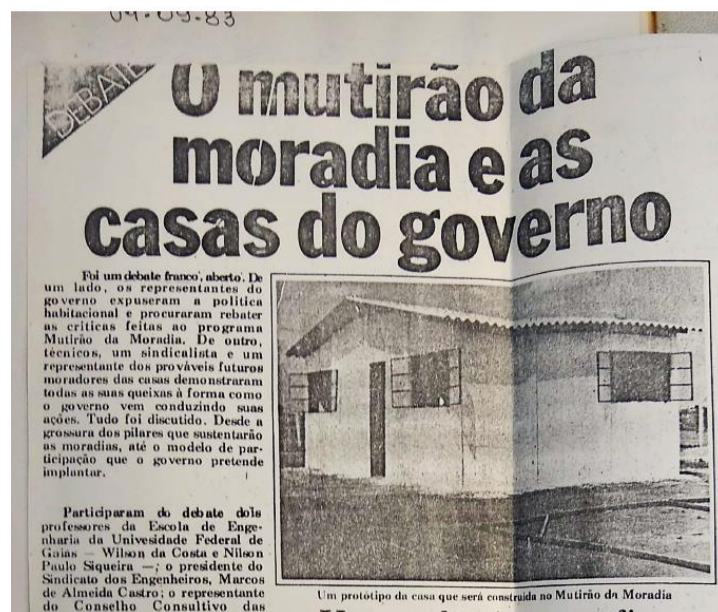 04-09-83
DEBATE
O mutirão da
moradia e as
casas do governo
Foi um debate franco, aberto. De
um lado, os representantes do
governo expuseram a política
habitacional e procuraram rebater
as críticas feitas ao programa
Mutirão da Moradia. De outro,
técnicos, um sindicalista e um
representante dos prováveis futuros
moradores das casas demonstraram
todas as suas queixas à forma como
o governo vem conduzindo suas
ações. Tudo foi discutido. Desde a
grossura dos pilares que sustentarão
as moradias, até o modelo de par-
ticipação que o governo pretende
implantar.
Participaram do debate dois
professores da Escola de Enge-
nharia da Univesidade Federal de
Goiás — Wilson da Costa e Nilson
Paulo Siqueira —; o presidente do
Sindicato dos Engenheiros, Marcos
de Almeida Castro; o representante
do Conselho Consultivo das
Um protótipo da casa que será construída no Mutirão da Moradia